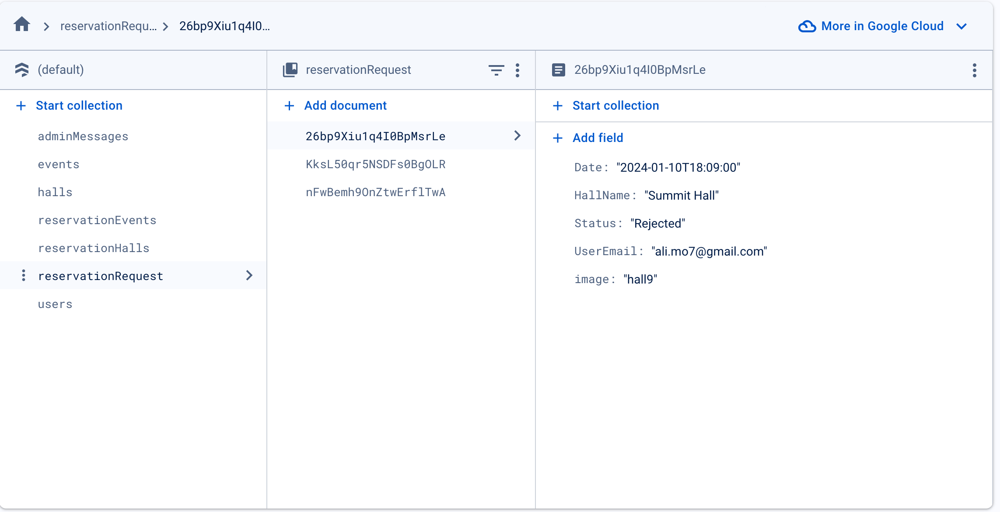 reservationRequ... 26bp9Xiu1q4I0... More in Google Cloud
(default)
Start collection
adminMessages
events
halls
reservationEvents
reservationHalls
reservationRequest
users
reservationRequest
Add document
26bp9Xiu1q4I0BpMsrLe
KksL50qr5NSDFs0BgOLR
nFwBemh9OnZtwErflTwA
26bp9Xiu1q4I0BpMsrLe
Start collection
Add field
Date: "2024-01-10T18:09:00"
HallName: "Summit Hall"
Status: "Rejected"
UserEmail: "ali.mo7@gmail.com"
image: "hall9"